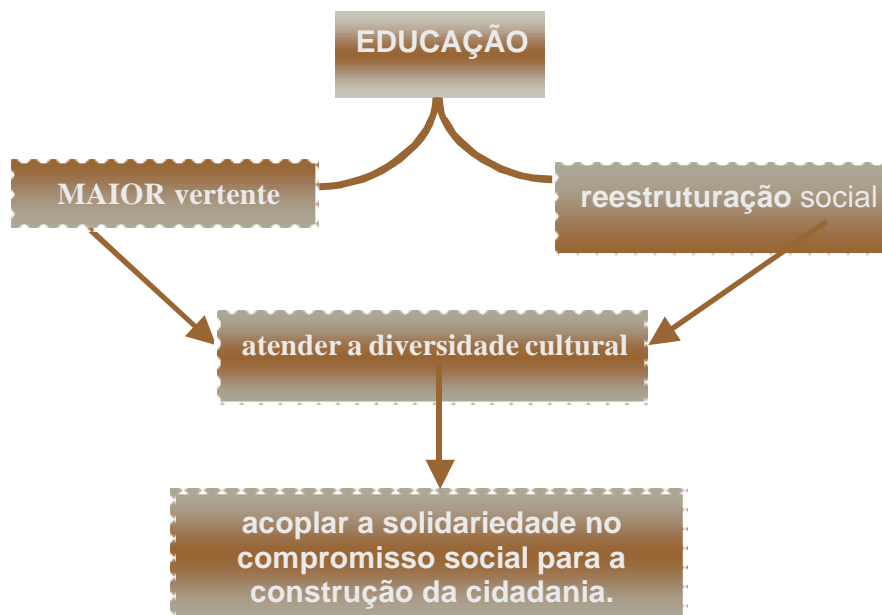 EDUCAÇÃO
MAIOR vertente
reestruturação social
atender a diversidade cultural
acoplar a solidariedade no
compromisso social para a
construção da cidadania.